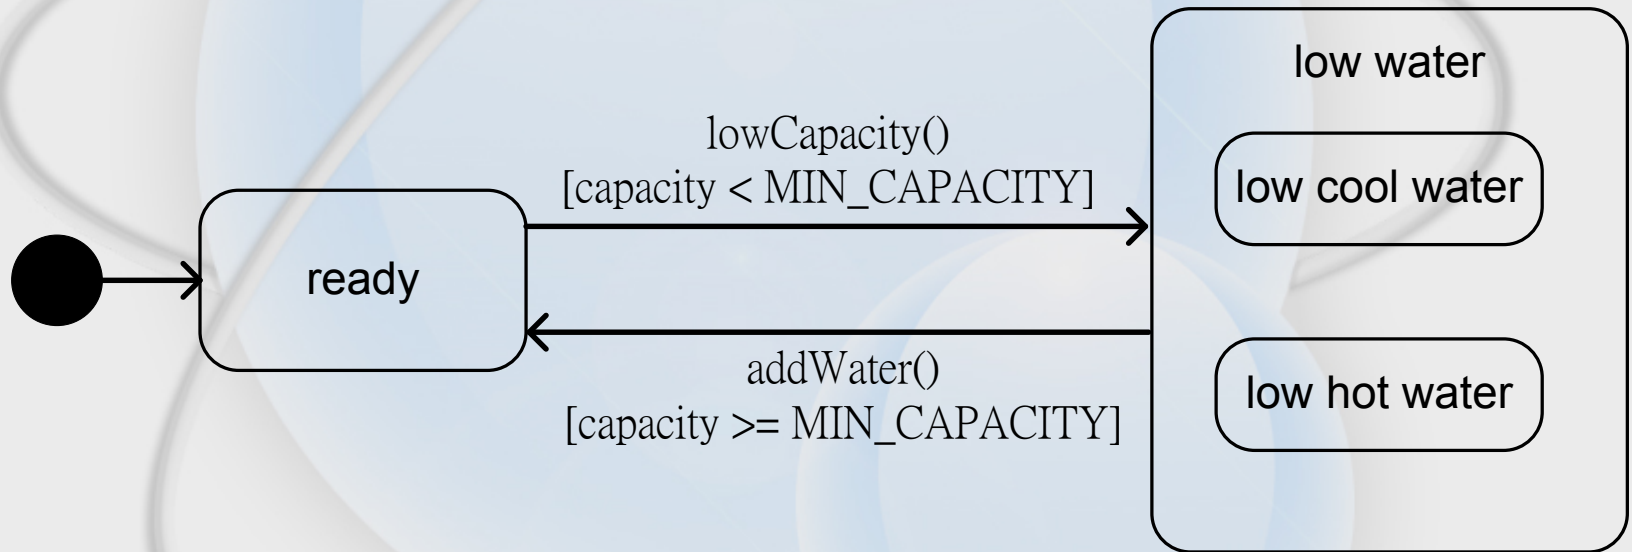 low water
lowCapacity()
[capacity < MIN_CAPACITY]
low cool water
ready
addWater()
[capacity >= MIN_CAPACITY]
low hot water